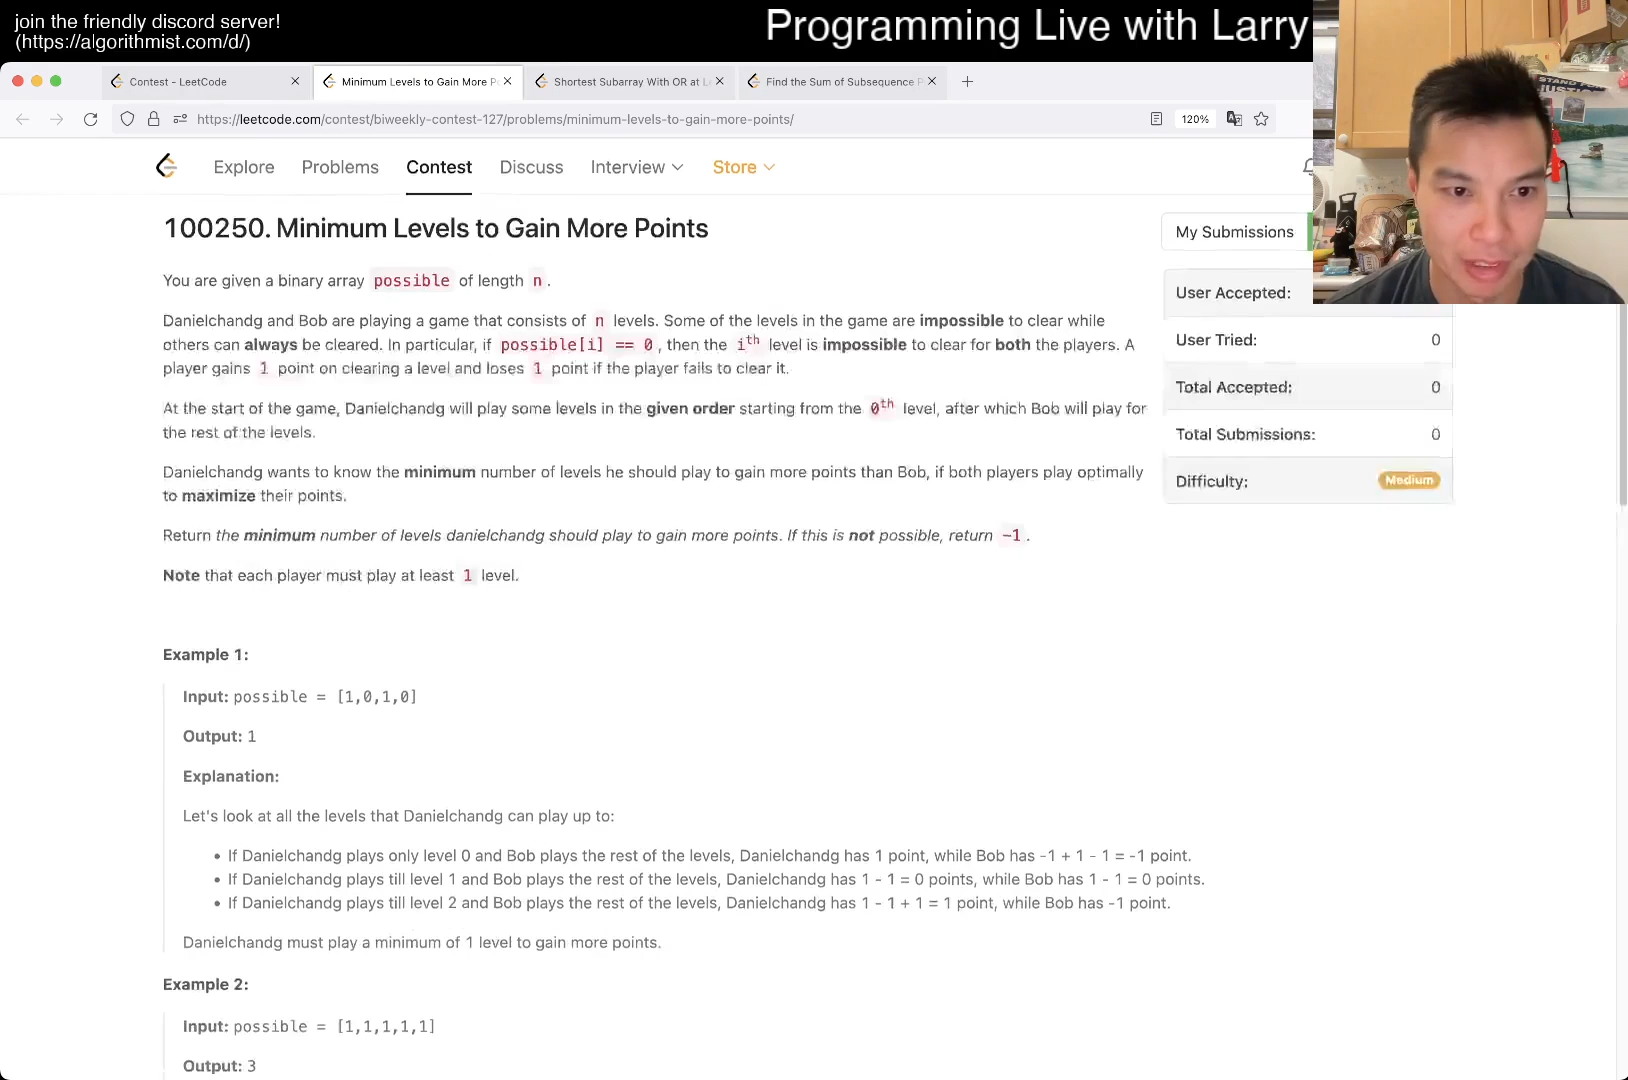 join the friendly discord server!
(https://algorithmist.com/d/)
Programming Live with Larry
Contest - LeetCode
Minimum Levels to Gain More P
Shortest Subarray With OR at L
Find the Sum of Subsequence P
https://leetcode.com/contest/biweekly-contest-127/problems/minimum-levels-to-gain-more-points/
120%
Explore Problems Contest Discuss Interview Store
100250. Minimum Levels to Gain More Points
My Submissions
You are given a binary array possible of length n.
Danielchandg and Bob are playing a game that consists of n levels. Some of the levels in the game are impossible to clear while
others can always be cleared. In particular, if possible[i] == 0, then the ith level is impossible to clear for both the players. A
player gains 1 point on clearing a level and loses 1 point if the player fails to clear it.
At the start of the game, Danielchandg will play some levels in the given order starting from the 0th level, after which Bob will play for
the rest of the levels.
Danielchandg wants to know the minimum number of levels he should play to gain more points than Bob, if both players play optimally
to maximize their points.
Return the minimum number of levels danielchandg should play to gain more points. If this is not possible, return -1.
Note that each player must play at least 1 level.
User Accepted:
User Tried: 0
Total Accepted: 0
Total Submissions: 0
Difficulty: Medium
Example 1:
Input: possible = [1,0,1,0]
Output: 1
Explanation:
Let's look at all the levels that Danielchandg can play up to:
• If Danielchandg plays only level 0 and Bob plays the rest of the levels, Danielchandg has 1 point, while Bob has -1 + 1 - 1 = -1 point.
• If Danielchandg plays till level 1 and Bob plays the rest of the levels, Danielchandg has 1 - 1 = 0 points, while Bob has 1 - 1 = 0 points.
• If Danielchandg plays till level 2 and Bob plays the rest of the levels, Danielchandg has 1 - 1 + 1 = 1 point, while Bob has -1 point.
Danielchandg must play a minimum of 1 level to gain more points.
Example 2:
Input: possible = [1,1,1,1,1]
Output: 3